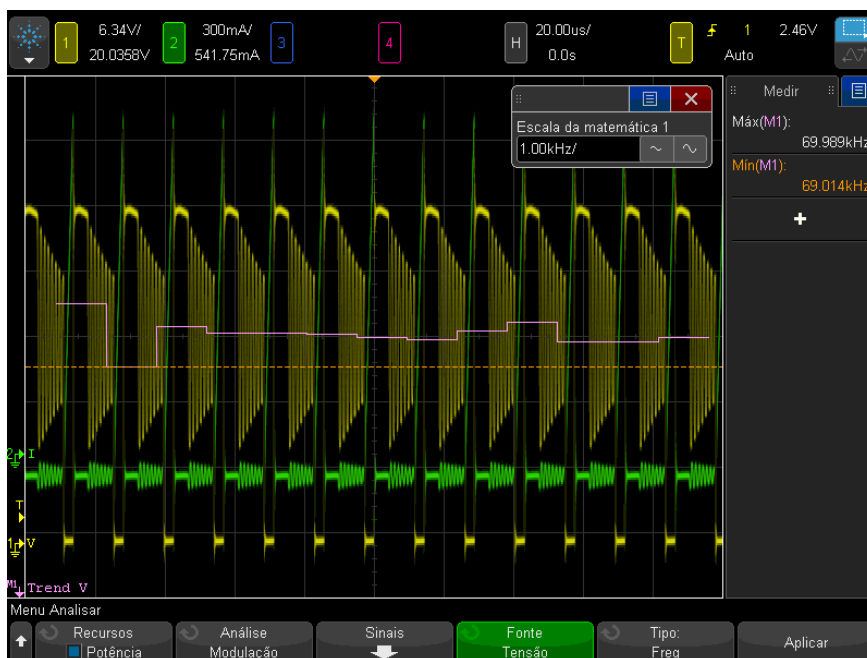 1 6.34V/ 20.0358V
2 300mA/ 541.75mA
3
4
H 20.00us/ 0.0s
T 1 2.46V Auto
Medir
Escala da matemática 1
1.00kHz/
Máx(M1):
69.989kHz
Mín(M1):
69.014kHz
+
2 I
T
1 V
M1 Trend V
Menu Analisar
Recursos Potência
Análise Modulação
Sinais
Fonte Tensão
Tipo: Freq
Aplicar